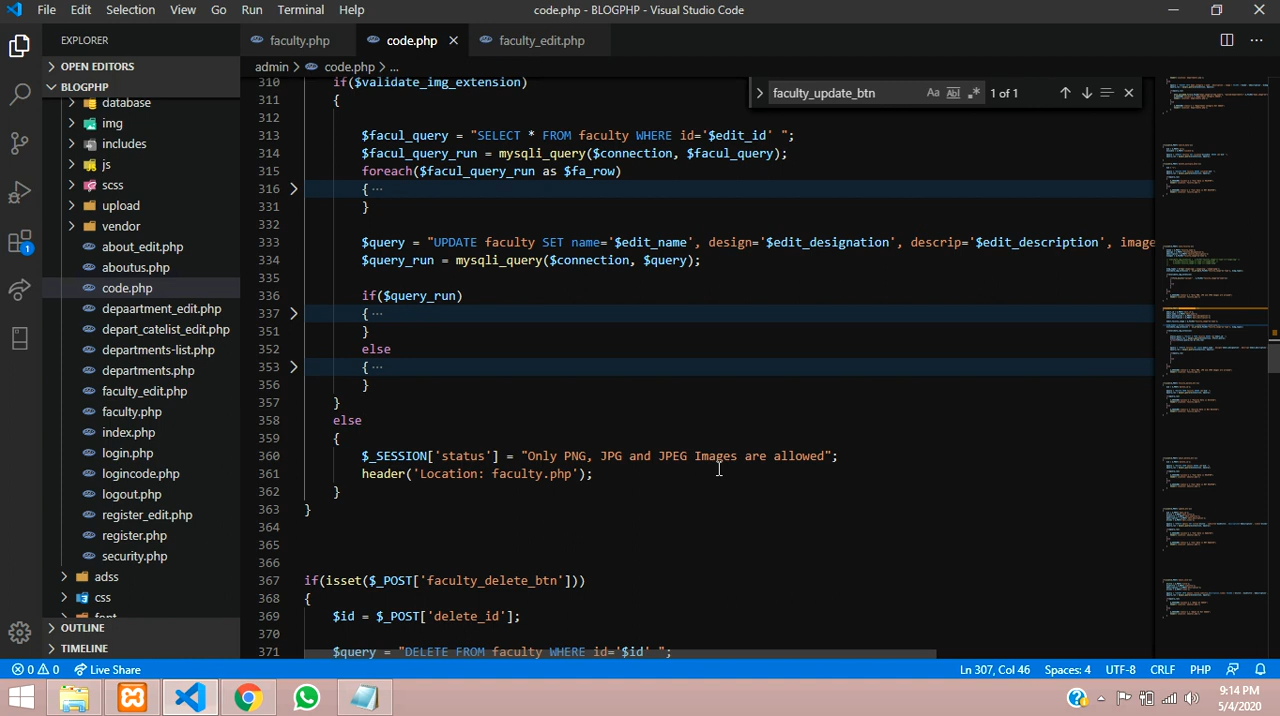 File Edit Selection View Go Run Terminal Help code.php - BLOGPHP - Visual Studio Code
EXPLORER faculty.php code.php faculty_edit.php
OPEN EDITORS admin > code.php > ...
BLOGPHP
faculty_update_btn Aa 1 of 1
database
img
includes
js
scss
upload
vendor
about_edit.php
aboutus.php
code.php
depaartment_edit.php
depart_catelist_edit.php
departments-list.php
departments.php
faculty_edit.php
faculty.php
index.php
login.php
logincode.php
logout.php
register_edit.php
security.php
adss
css
OUTLINE
TIMELINE
310 if($validate_img_extension)
311 {
312
313 $facul_query = "SELECT * FROM faculty WHERE id='$edit_id' ";
314 $facul_query_run = mysqli_query($connection, $facul_query);
315 foreach($facul_query_run as $fa_row)
316 { ...
331 }
332
333 $query = "UPDATE faculty SET name='$edit_name', design='$edit_designation', descrip='$edit_description', image
334 $query_run = mysqli_query($connection, $query);
335
336 if($query_run)
337 { ...
351 }
352 else
353 { ...
356 }
357 }
358 else
359 {
360 $_SESSION['status'] = "Only PNG, JPG and JPEG Images are allowed";
361 header('Location: faculty.php');
362 }
363 }
364
365
366
367 if(isset($_POST['faculty_delete_btn']))
368 {
369 $id = $_POST['delete_id'];
370
371 $query = "DELETE FROM faculty WHERE id='$id' ";
0 0 Live Share Ln 307, Col 46 Spaces: 4 UTF-8 CRLF PHP
1
9:14 PM
5/4/2020